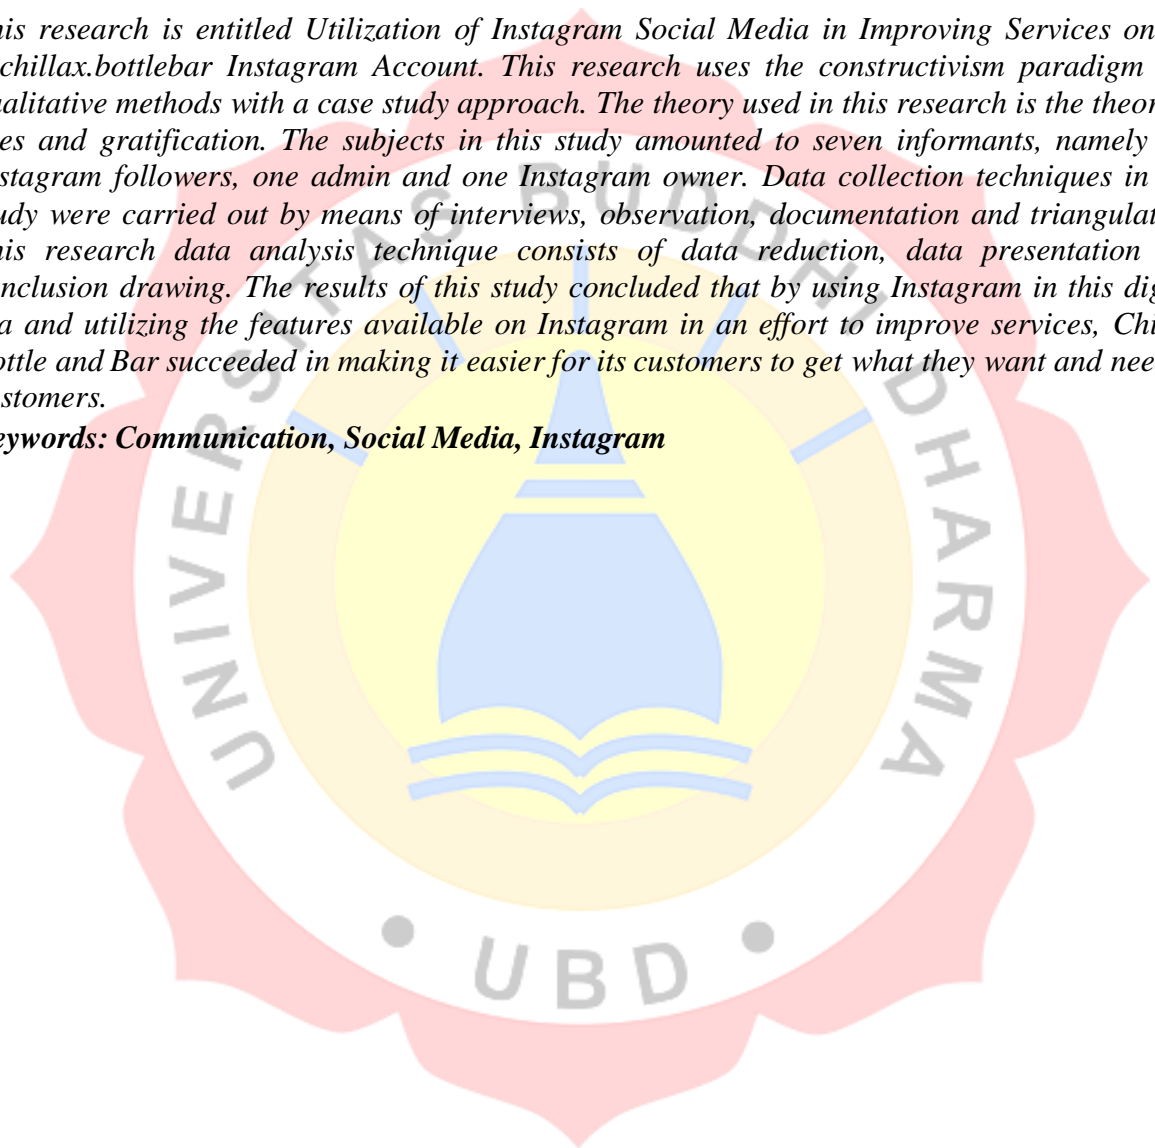 his research is entitled Utilization of Instagram Social Media in Improving Services on
chillax.bottlebar Instagram Account. This research uses the constructivism paradigm
ualitative methods with a case study approach. The theory used in this research is the theor
es and gratification. The subjects in this study amounted to seven informants, namely
stagram followers, one admin and one Instagram owner. Data collection techniques in
udy were carried out by means of interviews, observation, documentation and triangulat
his research data analysis technique consists of data reduction, data presentation
nclusion drawing. The results of this study concluded that by using Instagram in this dig
a and utilizing the features available on Instagram in an effort to improve services, Chi
ottle and Bar succeeded in making it easier for its customers to get what they want and nee
stomers.
eywords: Communication, Social Media, Instagram
UNIVERSITAS BUDDHI DHARMA
• UBD •